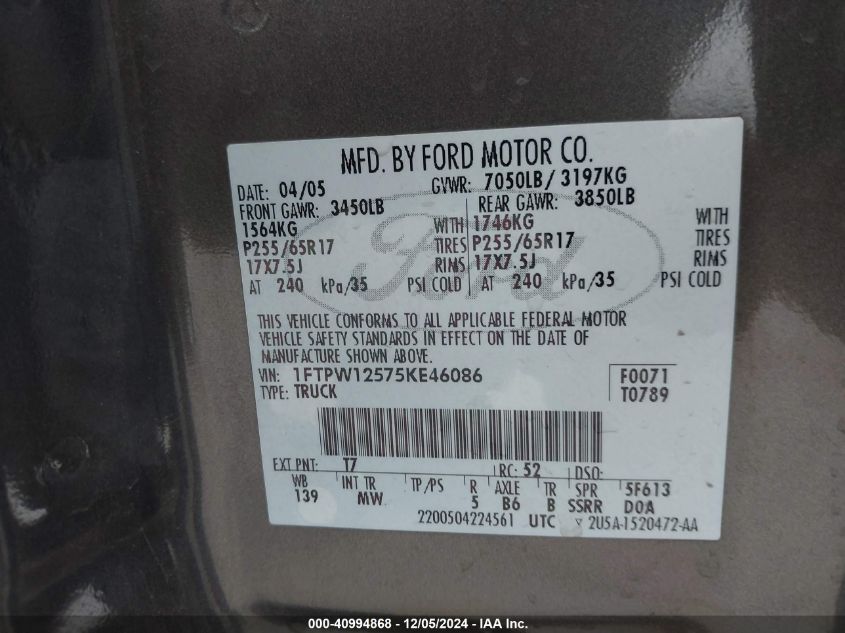 MFD. BY FORD MOTOR CO.
DATE: 04/05 GVWR: 7050LB/ 3197KG
FRONT GAWR: 3450LB REAR GAWR: 3850LB
1564KG WITH 1746KG WITH
P255/65R17 TIRES P255/65R17 TIRES
17X7.5J RIMS 17X7.5J RIMS
AT 240 kPa/35 PSI COLD AT 240 kPa/35 PSI COLD
Ford
THIS VEHICLE CONFORMS TO ALL APPLICABLE FEDERAL MOTOR
VEHICLE SAFETY STANDARDS IN EFFECT ON THE DATE OF
MANUFACTURE SHOWN ABOVE.
VIN: 1FTPW12575KE46086 F0071
TYPE: TRUCK T0789
EXT PNT: T7 RC: 52 DSO:
WB INT TR TP/PS R AXLE TR SPR 5F613
139 MW 5 B6 B SSRR DOA
2200504224561 UTC ▿ 2U5A-1520472-AA
000-40994868 - 12/05/2024 - IAA Inc.